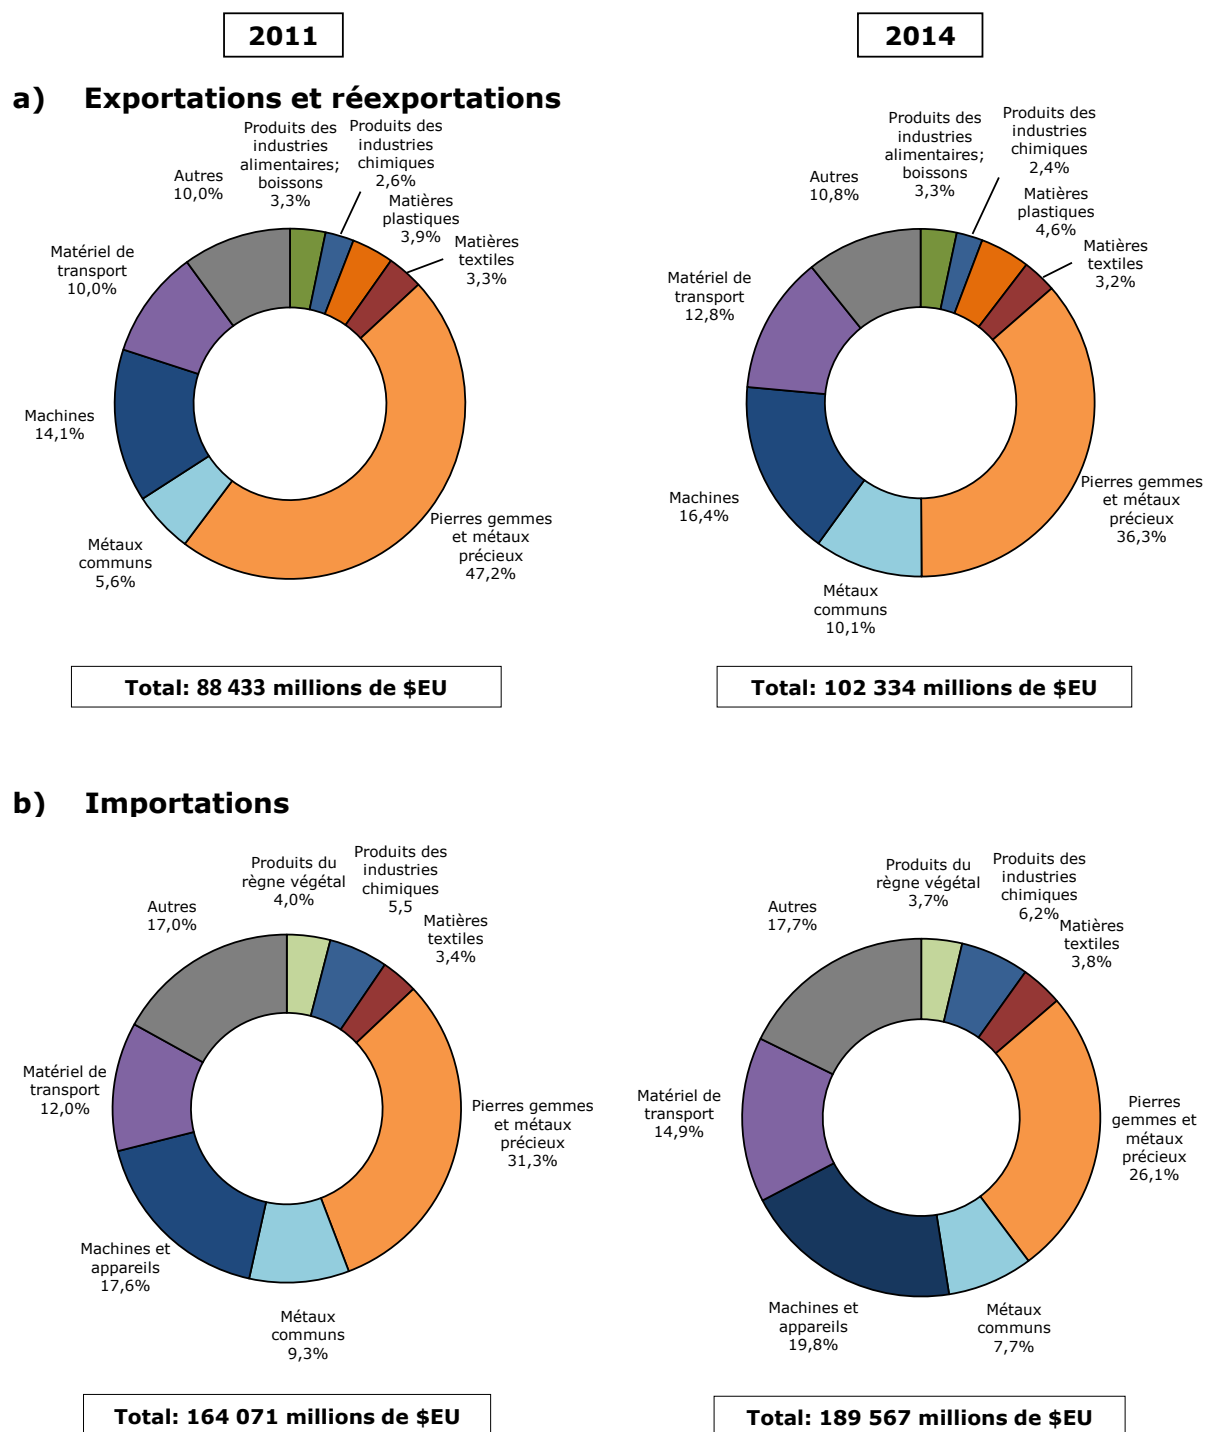 2011
2014
a) Exportations et réexportations
Produits des
industries
alimentaires;
boissons
3,3%
Produits des
industries
chimiques
2,6%
Matières
plastiques
3,9%
Matières
textiles
3,3%
Pierres gemmes
et métaux
précieux
47,2%
Métaux
communs
5,6%
Machines
14,1%
Matériel de
transport
10,0%
Autres
10,0%
Total: 88 433 millions de $EU
Produits des
industries
alimentaires;
boissons
3,3%
Produits des
industries
chimiques
2,4%
Matières
plastiques
4,6%
Matières
textiles
3,2%
Pierres gemmes
et métaux
précieux
36,3%
Métaux
communs
10,1%
Machines
16,4%
Matériel de
transport
12,8%
Autres
10,8%
Total: 102 334 millions de $EU
b) Importations
Produits du
règne végétal
4,0%
Produits des
industries
chimiques
5,5
Matières
textiles
3,4%
Pierres gemmes
et métaux
précieux
31,3%
Métaux
communs
9,3%
Machines et
appareils
17,6%
Matériel de
transport
12,0%
Autres
17,0%
Total: 164 071 millions de $EU
Produits du
règne végétal
3,7%
Produits des
industries
chimiques
6,2%
Matières
textiles
3,8%
Pierres
gemmes et
métaux
précieux
26,1%
Métaux
communs
7,7%
Machines et
appareils
19,8%
Matériel de
transport
14,9%
Autres
17,7%
Total: 189 567 millions de $EU